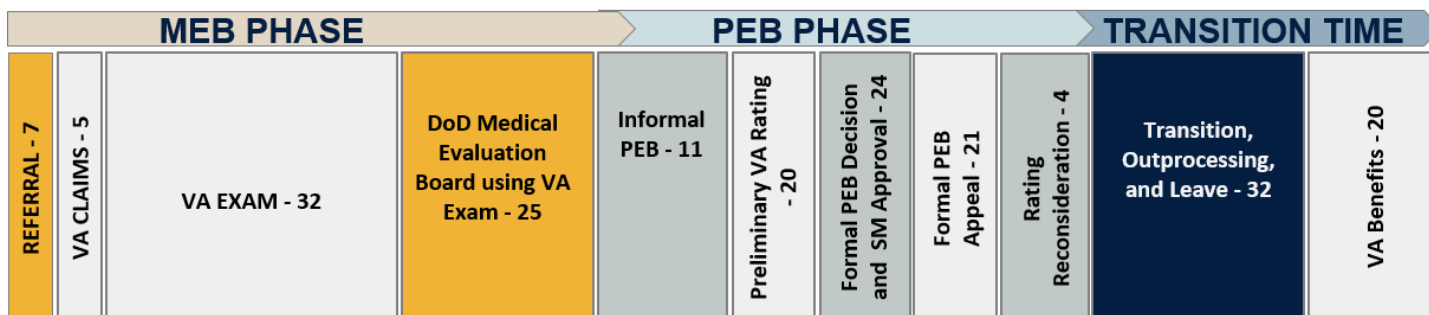 MEB PHASE
PEB PHASE
TRANSITION TIME
REFERRAL - 7
VA CLAIMS - 5
VA EXAM - 32
DoD Medical
Evaluation
Board using VA
Exam - 25
Informal
PEB - 11
Preliminary VA Rating
- 20
Formal PEB Decision
and SM Approval - 24
Formal PEB
Appeal - 21
Rating
Reconsideration - 4
Transition,
Outprocessing,
and Leave - 32
VA Benefits - 20